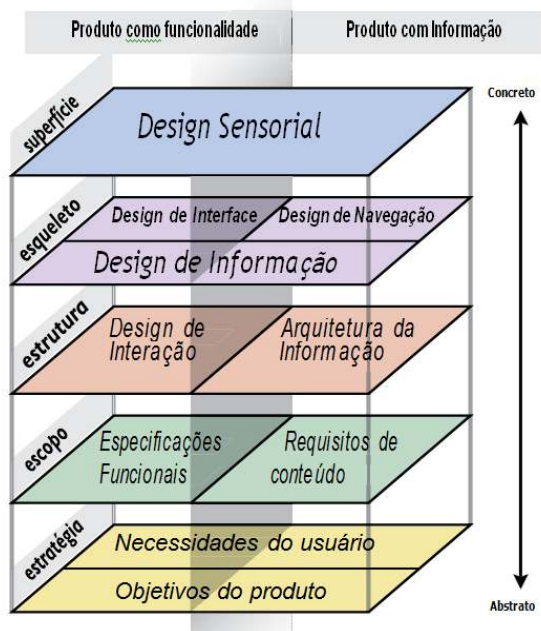 Produto como funcionalidade
Produto com Informação
Concreto
superfície
Design Sensorial
esqueleto
Design de Interface
Design de Navegação
Design de Informação
estrutura
Design de
Interação
Arquitetura da
Informação
escopo
Especificações
Funcionais
Requisitos de
conteúdo
estratégia
Necessidades do usuário
Objetivos do produto
Abstrato